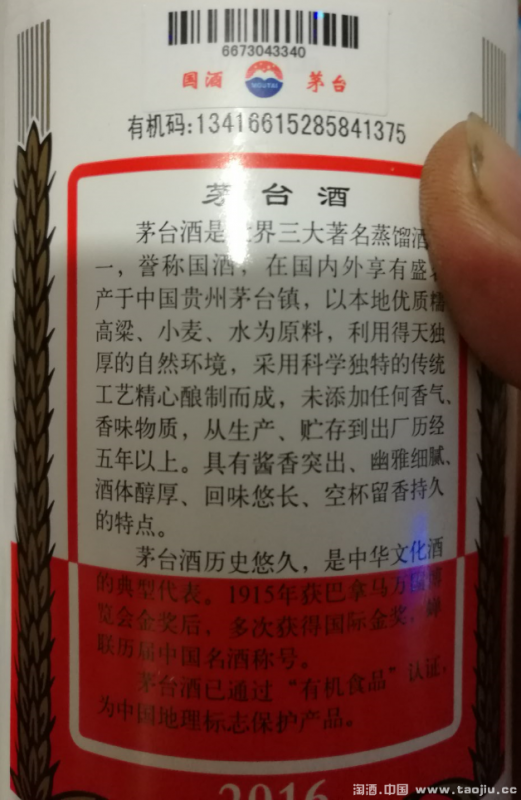 6673043340
国酒 MOUTAI 茅台
有机码:13416615285841375
茅台酒
茅台酒是世界三大著名蒸馏酒
一，誉称国酒，在国内外享有盛
产于中国贵州茅台镇，以本地优质糯
高粱、小麦、水为原料，利用得天独
厚的自然环境，采用科学独特的传统
工艺精心酿制而成，未添加任何香气、
香味物质，从生产、贮存到出厂历经
五年以上。具有酱香突出、幽雅细腻、
酒体醇厚、回味悠长、空杯留香持久
的特点。
茅台酒历史悠久，是中华文化酒
的典型代表。1915年获巴拿马万国博
览会金奖后，多次获得国际金奖，蝉
联历届中国名酒称号。
茅台酒已通过“有机食品”认证，
为中国地理标志保护产品。
2016
淘酒.中国 www.taojiu.cc